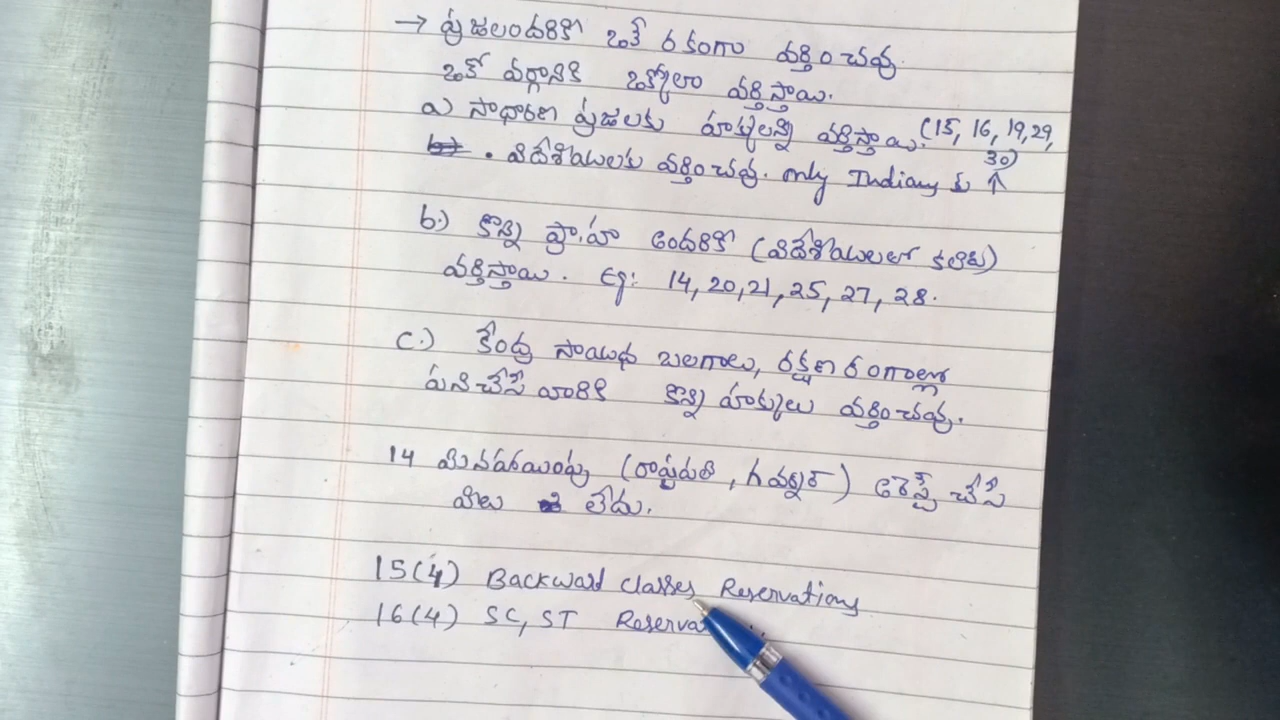 → ప్రజలందరికీ ఒకే రకంగా వర్తించవు.
ఒక్కో వర్గానికి ఒక్కోలా వర్తిస్తాయి.
a) సాధారణ ప్రజలకు హక్కులన్నీ వర్తిస్తాయి. (15, 16, 19, 29,
30)
. విదేశీయులకు వర్తించవు. only Indians కు ↑
b.) కొన్ని ప్రా.హ అందరికీ (విదేశీయులతో కలిపి)
వర్తిస్తాయి. Eg: 14, 20, 21, 25, 27, 28.
c.) కేంద్ర సాయుధ బలగాలు, రక్షణ రంగాల్లో
పనిచేసే వారికి కొన్ని హక్కులు వర్తించవు.
14 మినహాయింపు (రాష్ట్రపతి, గవర్నర్) అరెస్ట్ చేసే
వీలు లేదు.
15(4) Backward classes Reservations
16(4) SC, ST